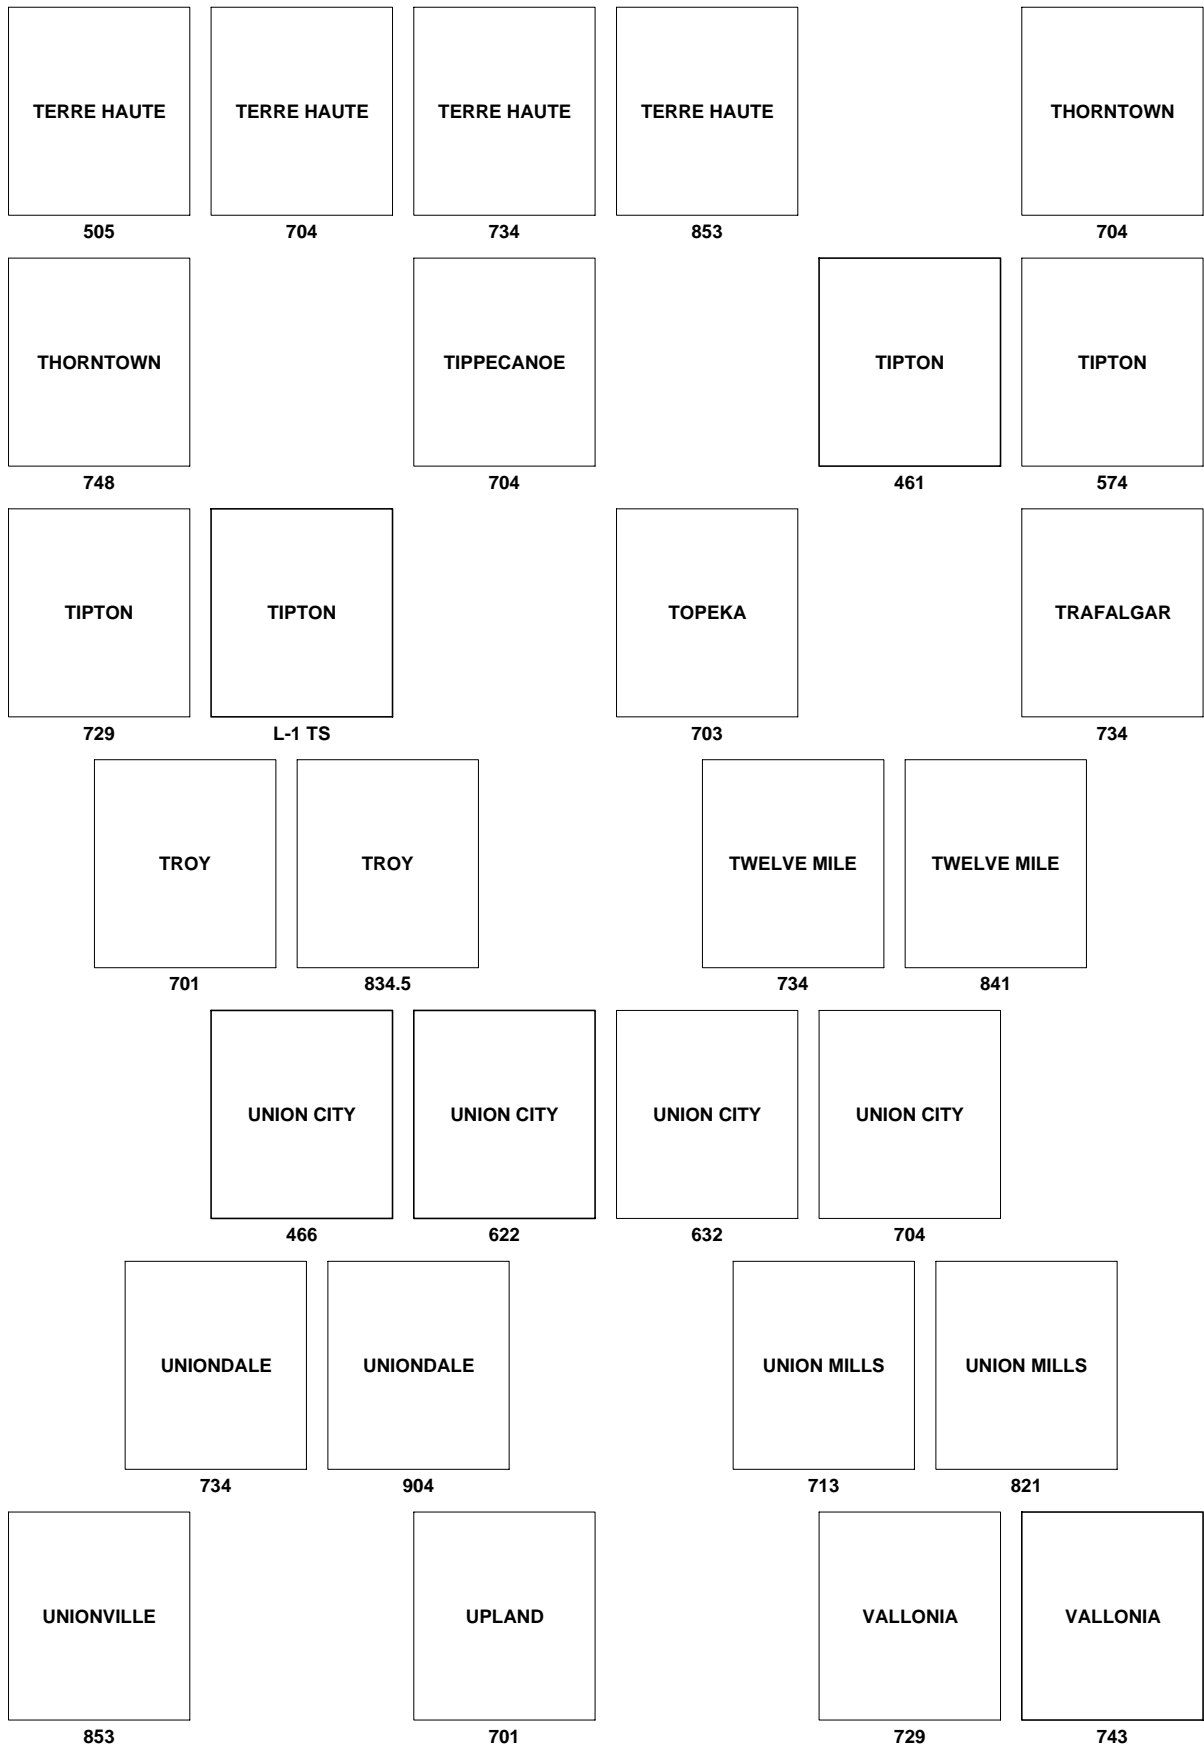 TERRE HAUTE TERRE HAUTE TERRE HAUTE TERRE HAUTE THORNTOWN
505 704 734 853 704
THORNTOWN TIPPECANOE TIPTON TIPTON
748 704 461 574
TIPTON TIPTON TOPEKA TRAFALGAR
729 L-1 TS 703 734
TROY TROY TWELVE MILE TWELVE MILE
701 834.5 734 841
UNION CITY UNION CITY UNION CITY UNION CITY
466 622 632 704
UNIONDALE UNIONDALE UNION MILLS UNION MILLS
734 904 713 821
UNIONVILLE UPLAND VALLONIA VALLONIA
853 701 729 743